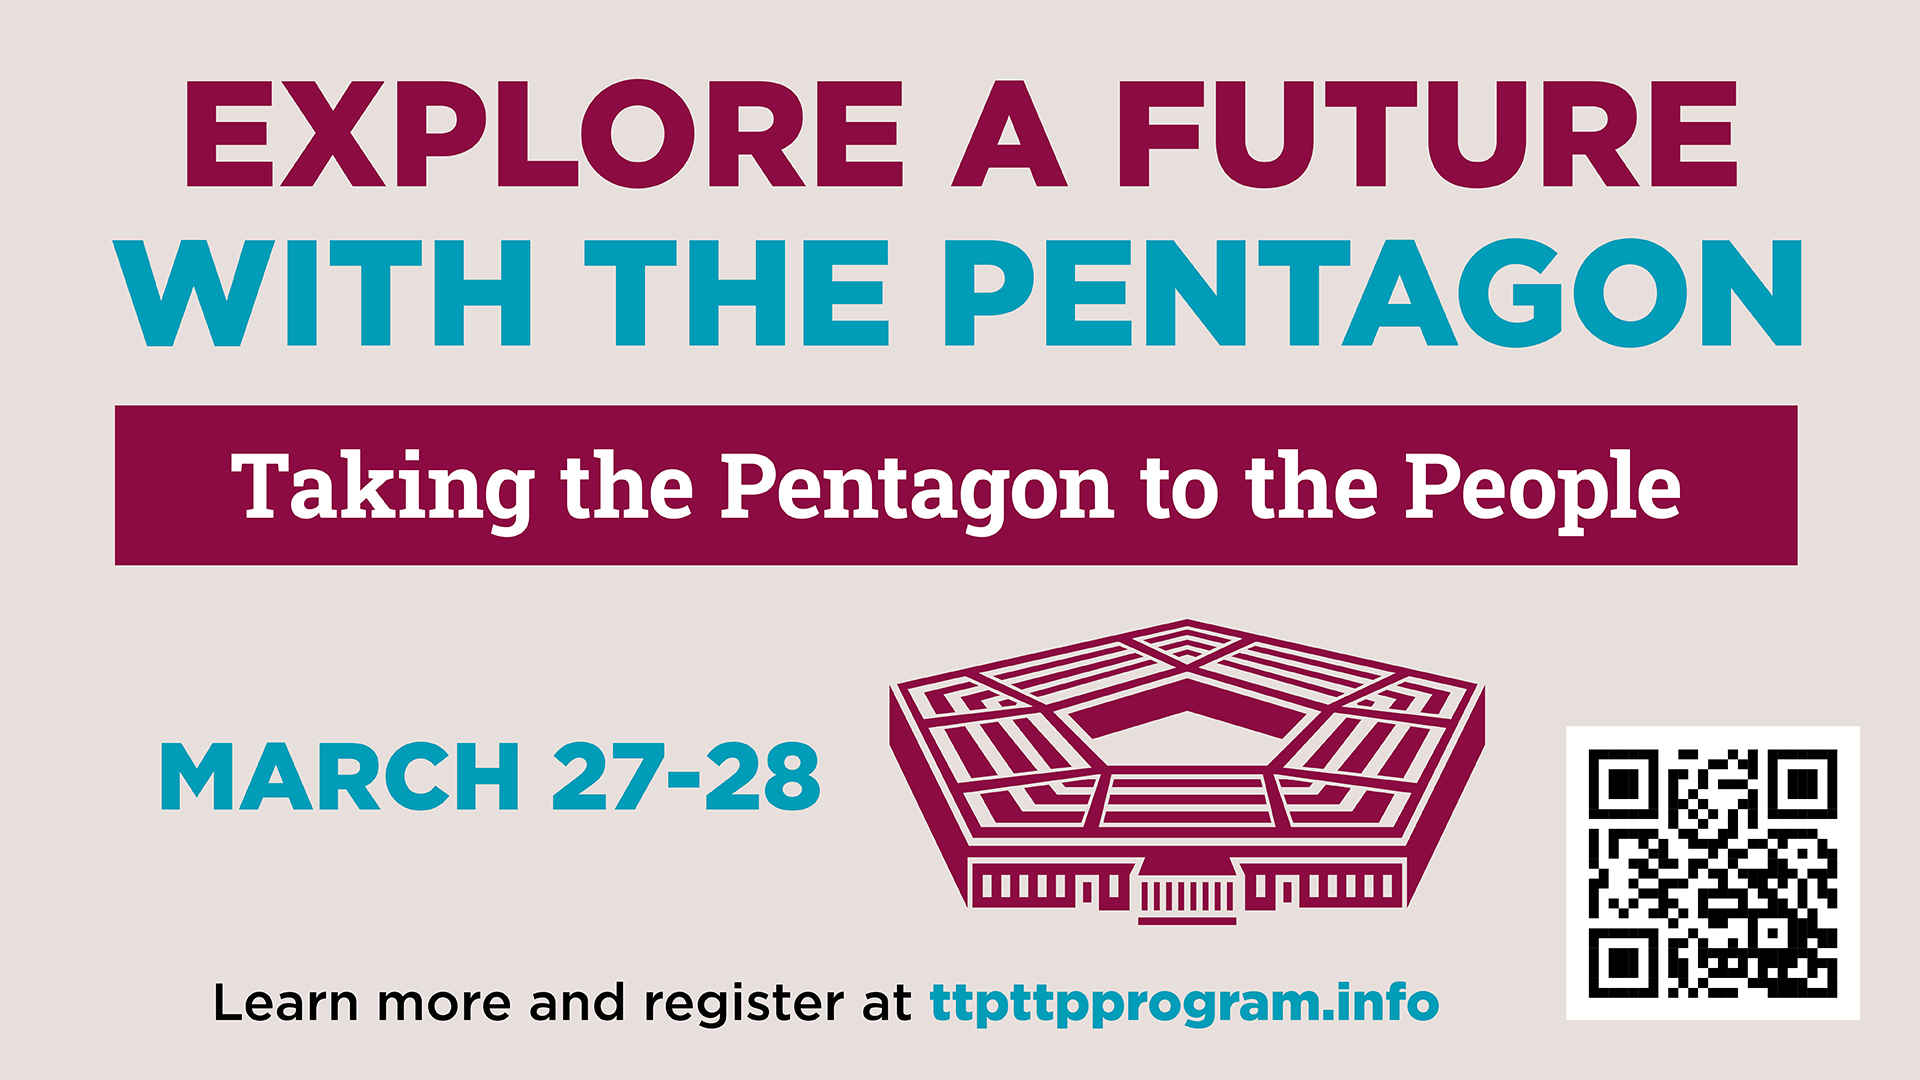 EXPLORE A FUTURE
WITH THE PENTAGON
Taking the Pentagon to the People
MARCH 27-28
Learn more and register at ttpttpprogram.info